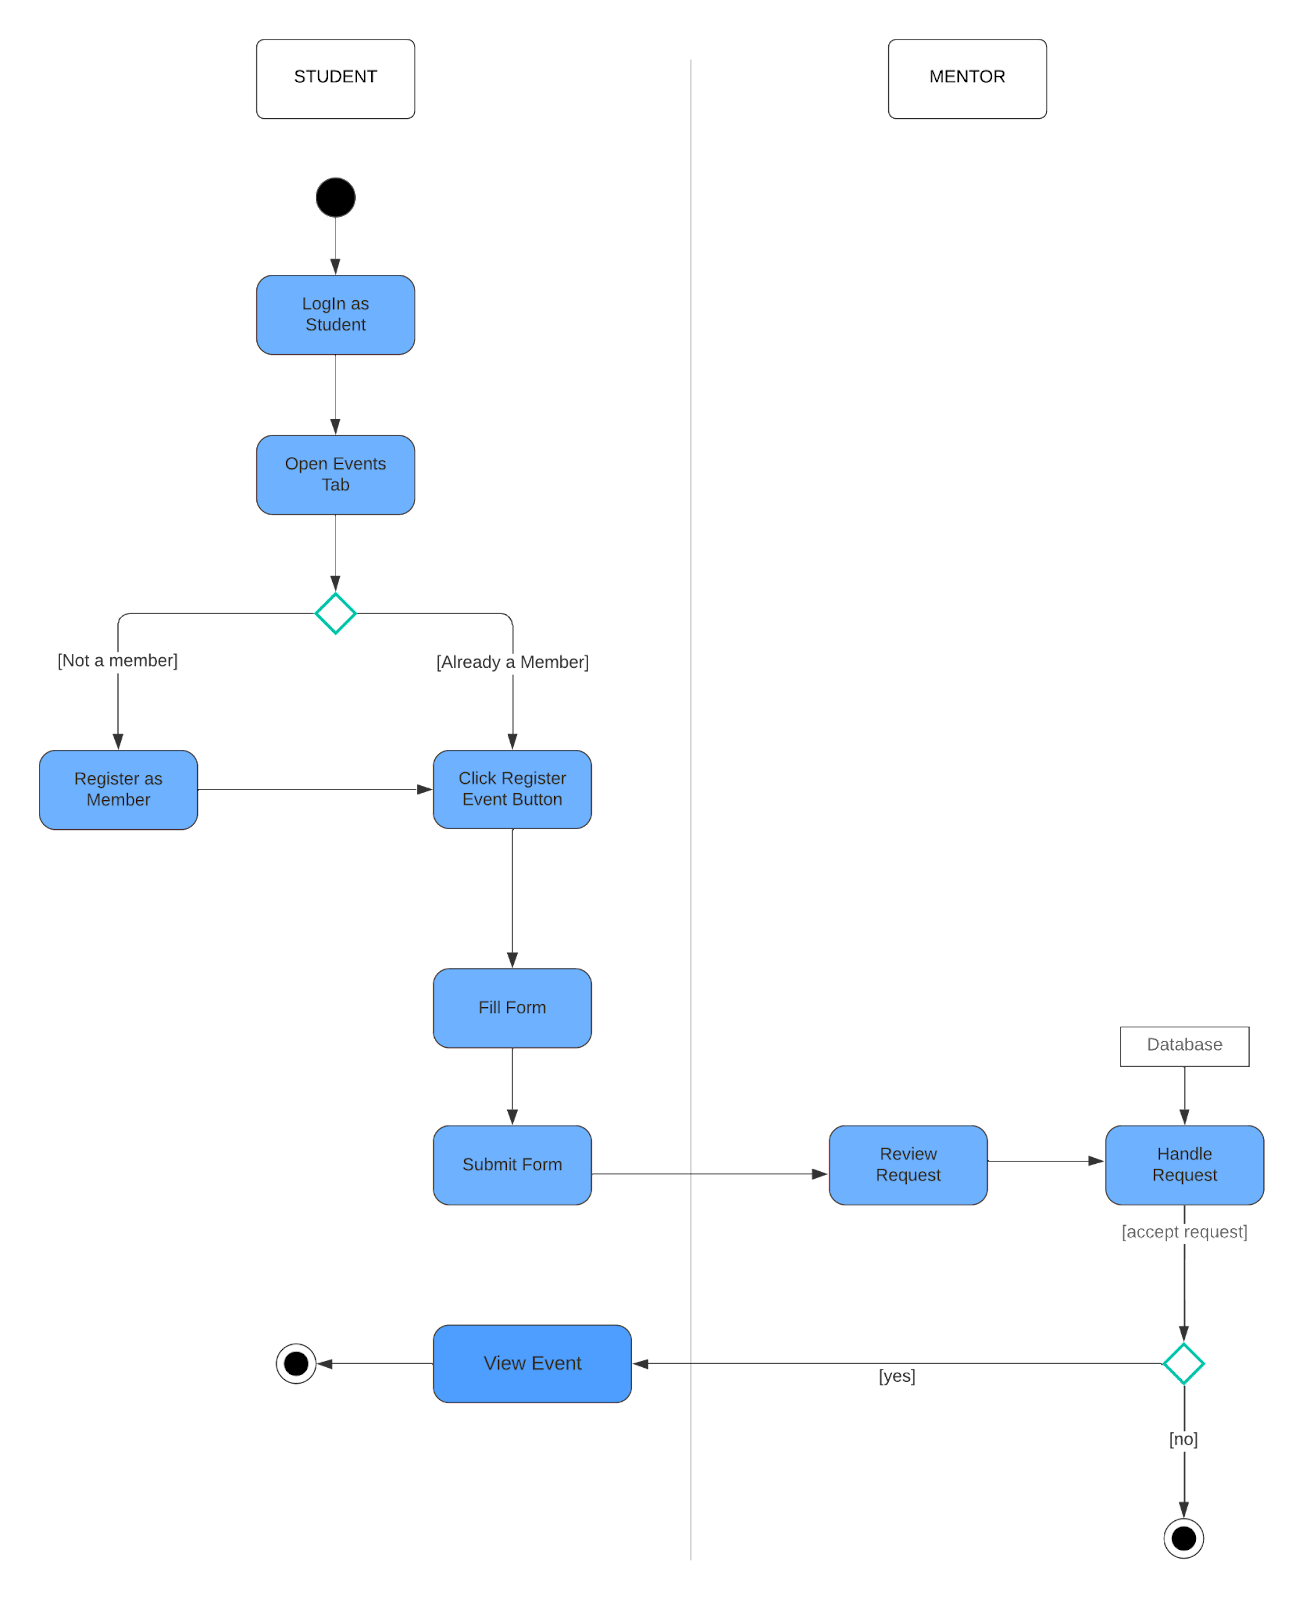 STUDENT
MENTOR
LogIn as
Student
Open Events
Tab
[Not a member]
[Already a Member]
Register as
Member
Click Register
Event Button
Fill Form
Database
Submit Form
Review
Request
Handle
Request
[accept request]
View Event
[yes]
[no]